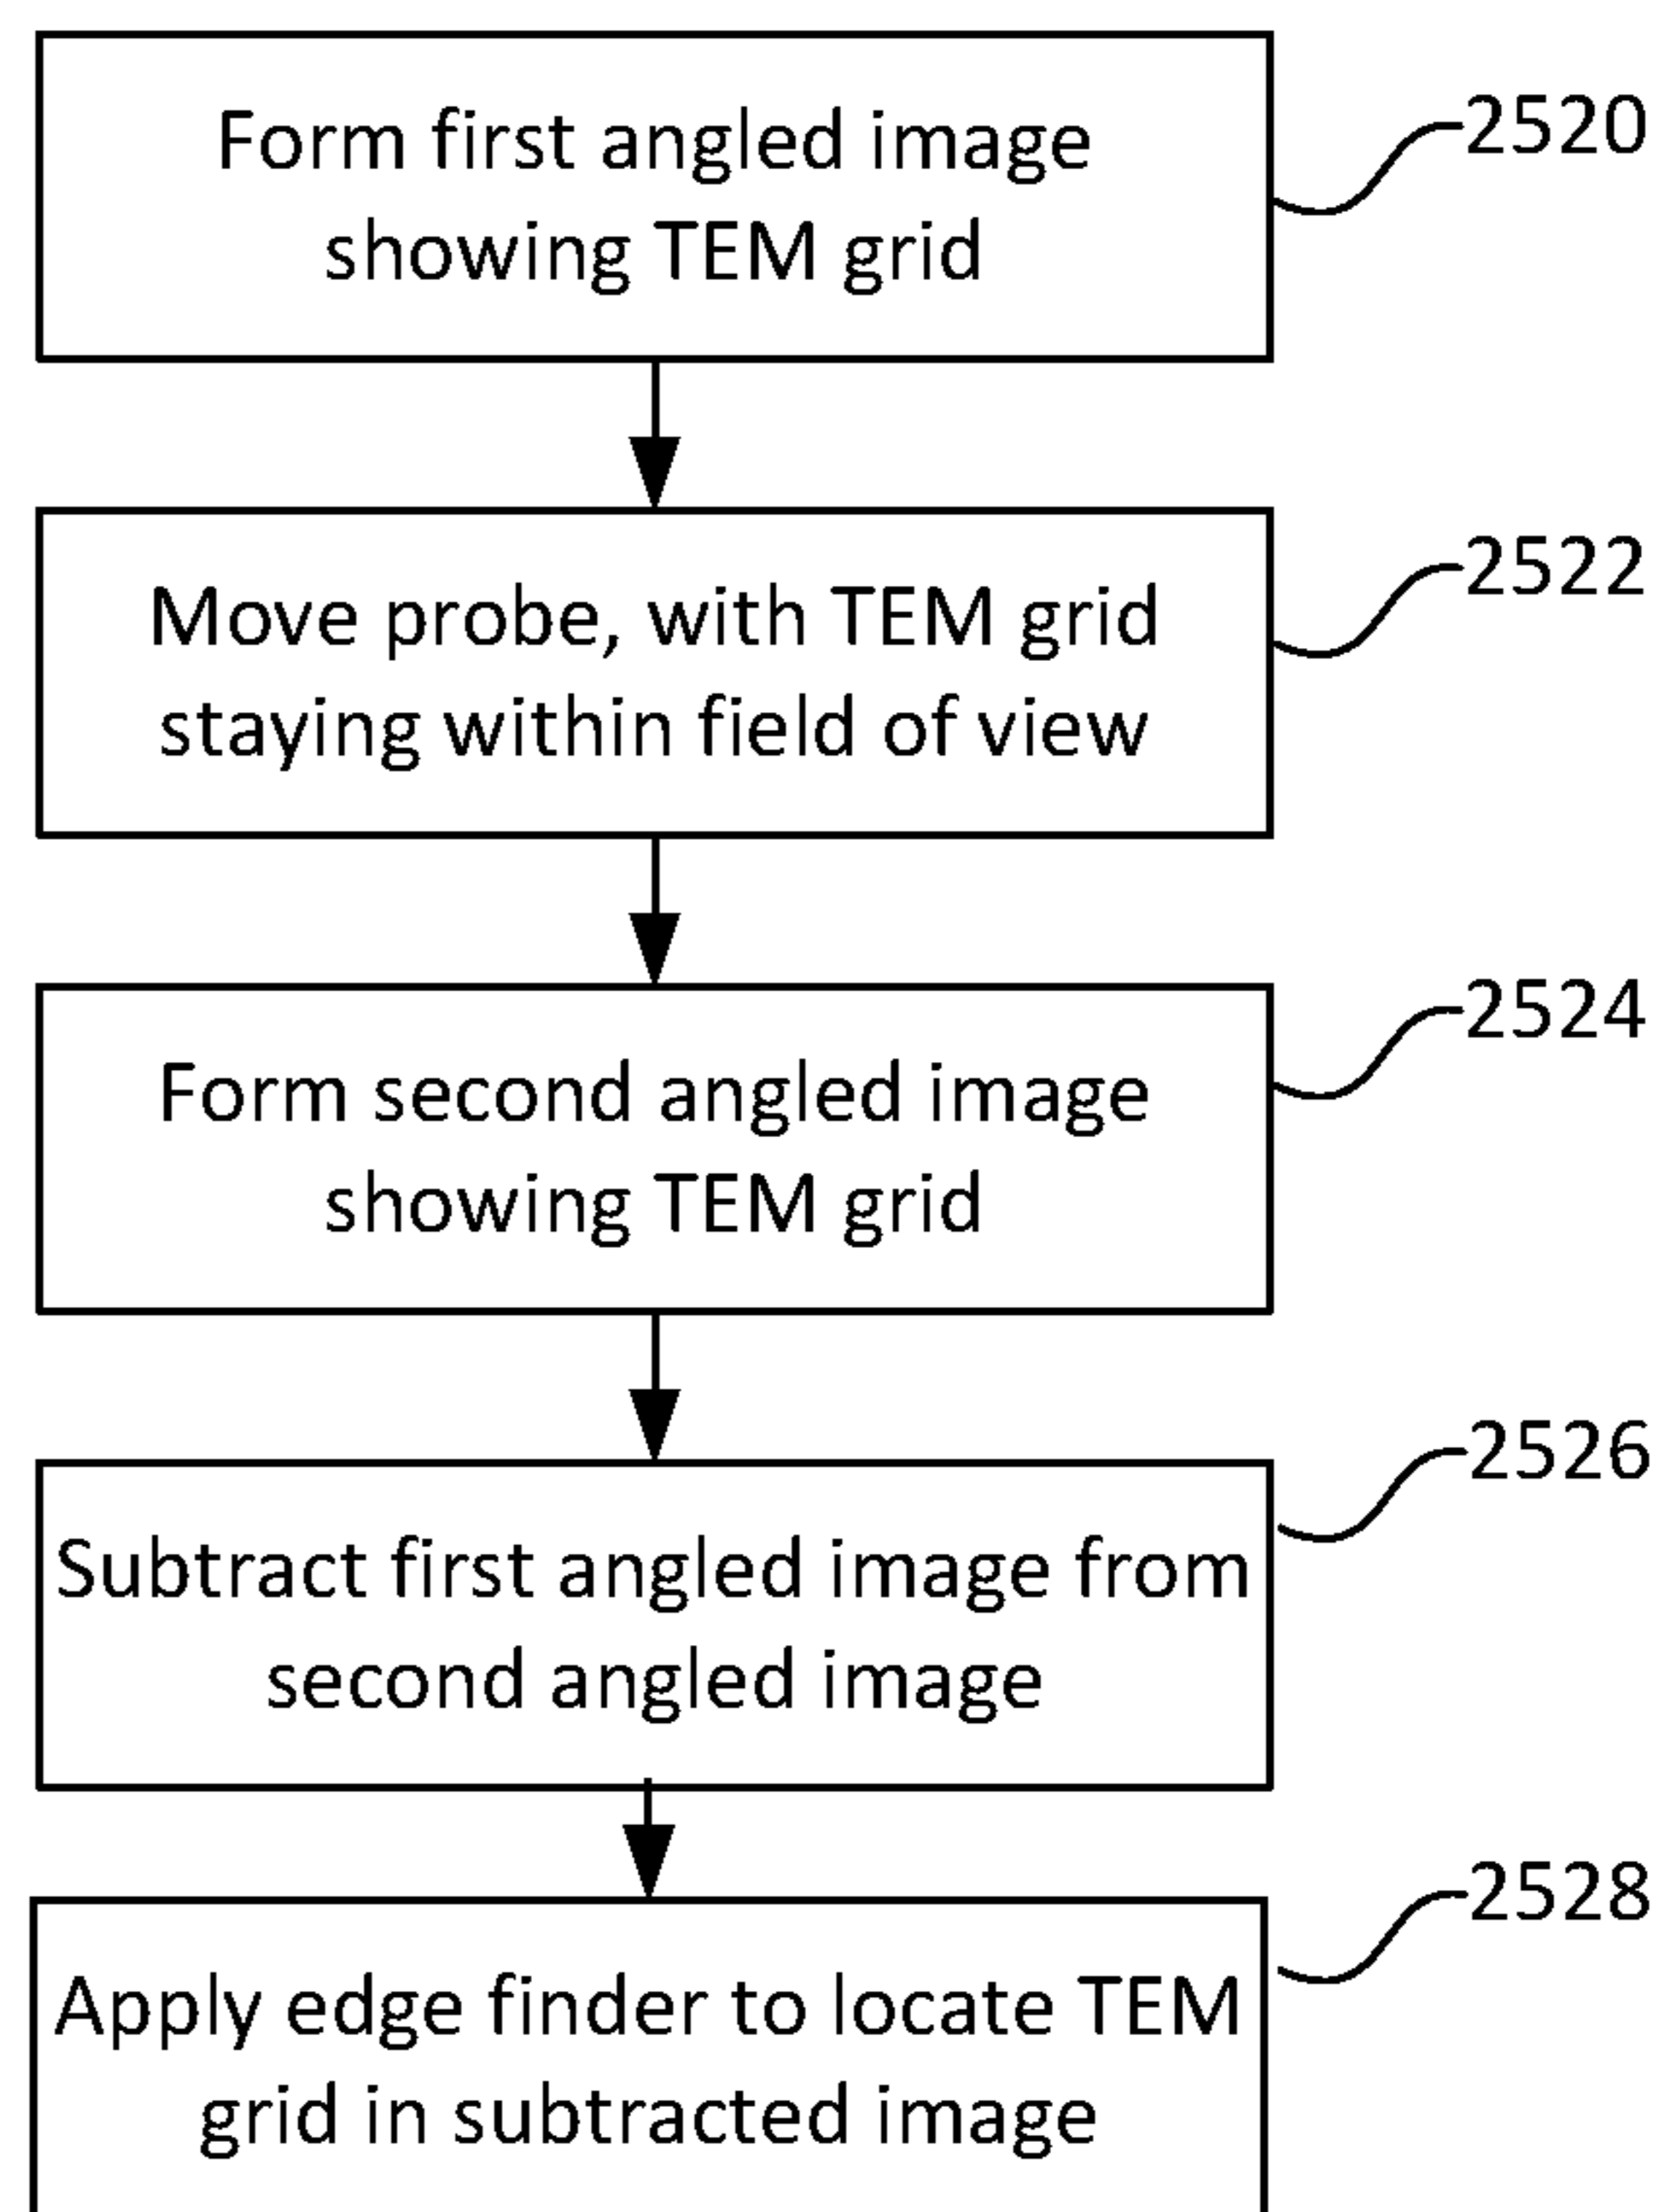 Form first angled image
showing TEM grid
2520
Move probe, with TEM grid
staying within field of view
2522
Form second angled image
showing TEM grid
2524
Subtract first angled image from
second angled image
2526
Apply edge finder to locate TEM
grid in subtracted image
2528